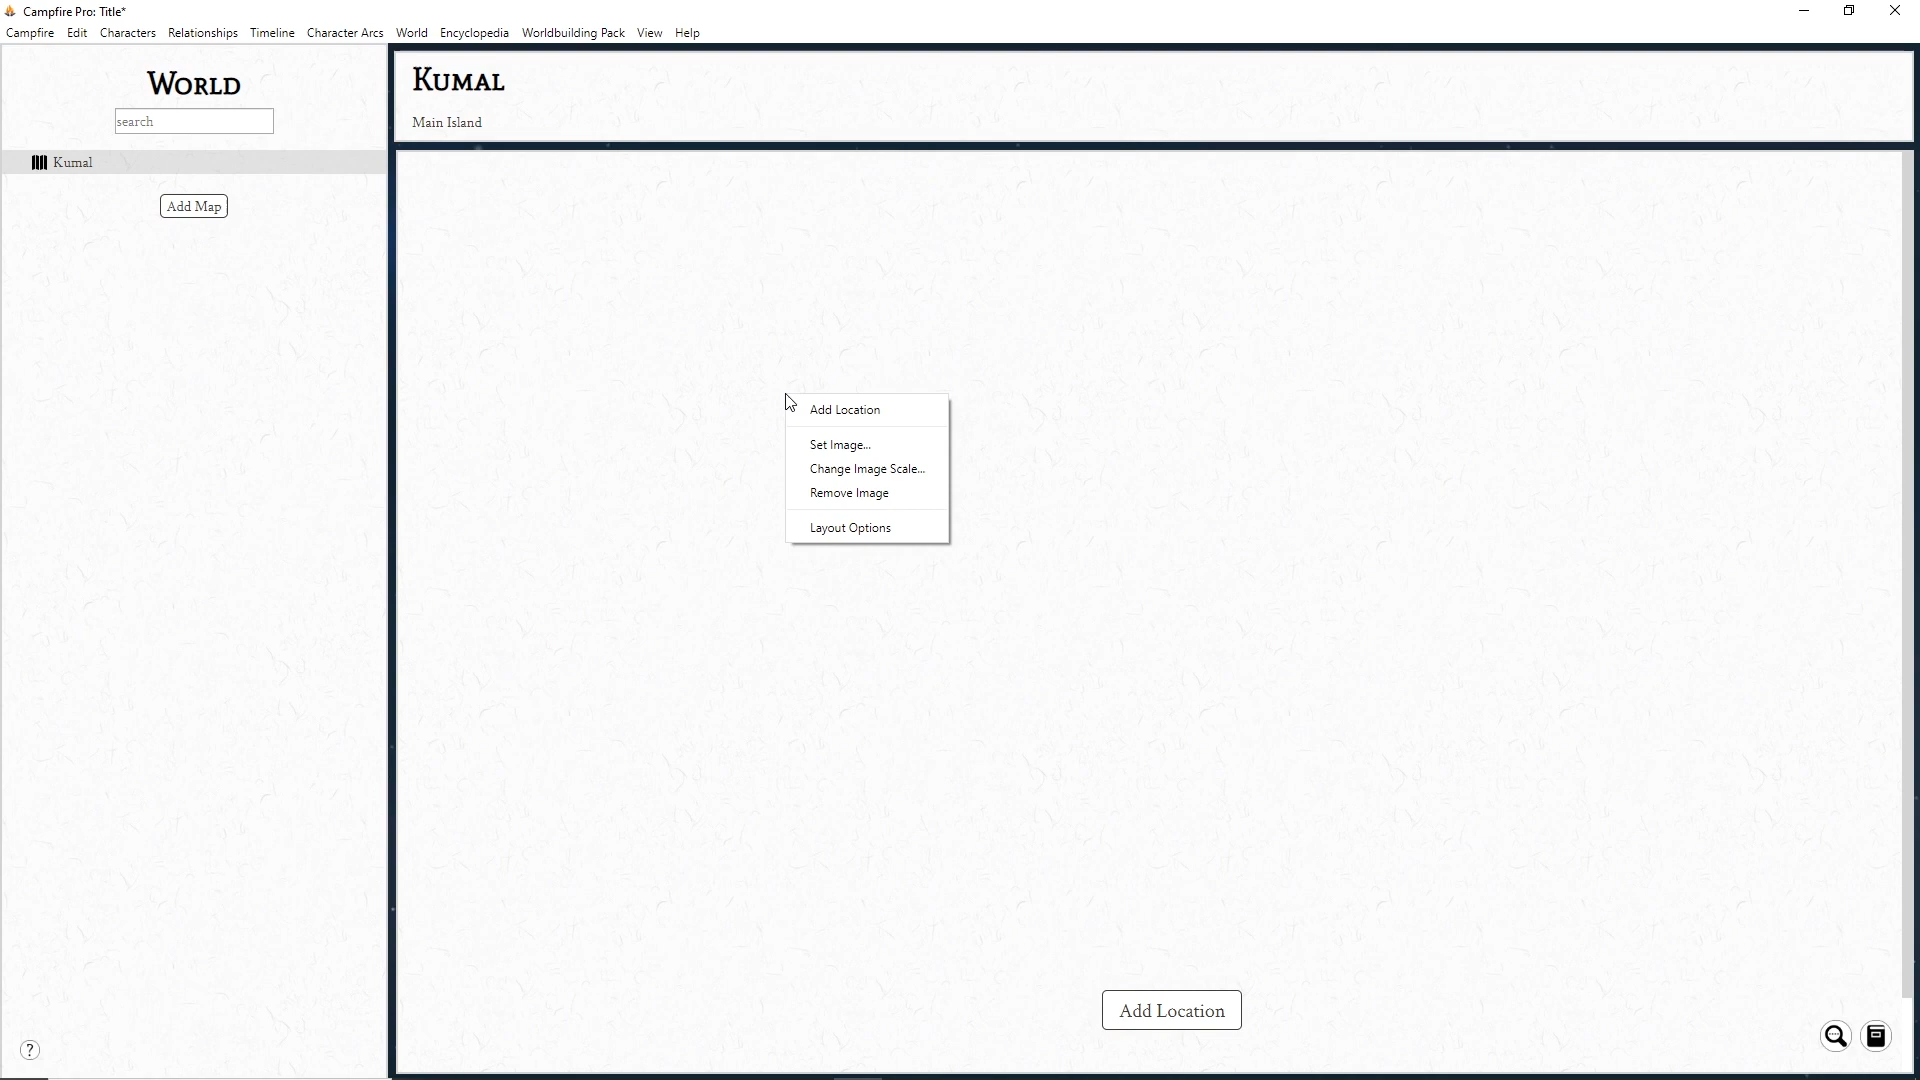 Campfire Pro: Title*
Campfire Edit Characters Relationships Timeline Character Arcs World Encyclopedia Worldbuilding Pack View Help
World
search
Kumal
Add Map
Kumal
Main Island
Add Location
Set Image...
Change Image Scale...
Remove Image
Layout Options
Add Location
?